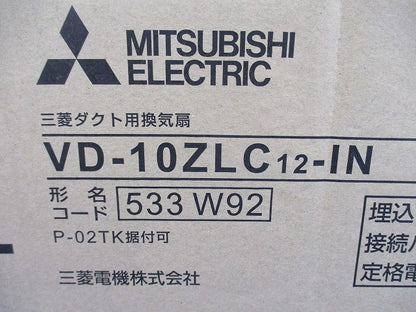 MITSUBISHI
ELECTRIC
三菱ダクト用換気扇
VD-10ZLC12-IN
形名
コード 533 W92
P-02TK据付可
三菱電機株式会社
埋込
接続
定格電